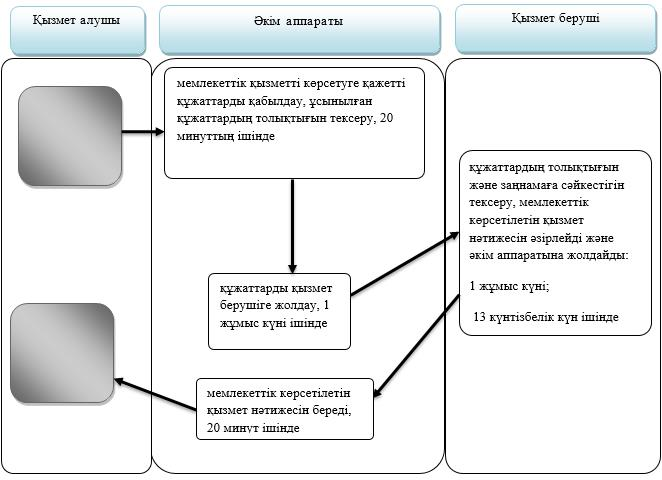 Қызмет алушы
Әкім аппараты
Қызмет беруші
мемлекеттік қызметті көрсетуге қажетті
құжаттарды қабылдау, ұсынылған
құжаттардың толықтығын тексеру, 20
минуттың ішінде
құжаттардың толықтығын
және заңнамаға сәйкестігін
тексеру, мемлекеттік
көрсетілетін қызмет
нәтижесін әзірлейді және
әкім аппаратына жолдайды:
1 жұмыс күні;
13 күнтізбелік күн ішінде
құжаттарды қызмет
берушіге жолдау, 1
жұмыс күні ішінде
мемлекеттік көрсетілетін
қызмет нәтижесін береді,
20 минут ішінде